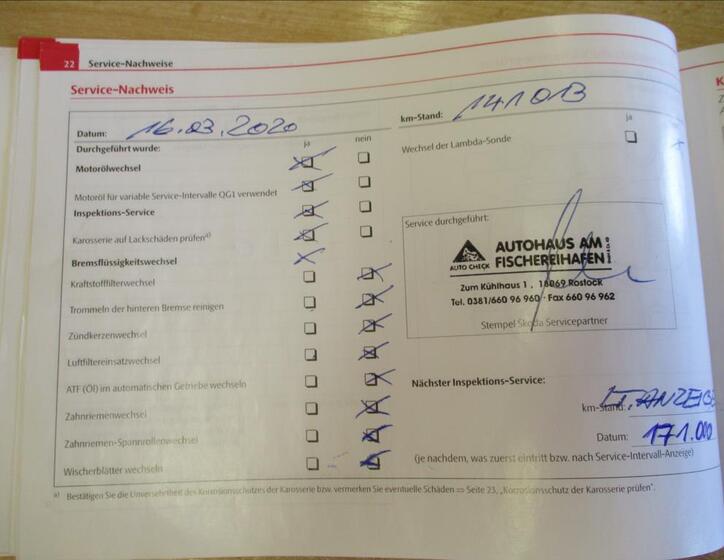 22 Service-Nachweise
Service-Nachweis
Datum: 16.03.2020
km-Stand: 141013
Durchgeführt wurde:
ja nein
ja
Motorölwechsel
Wechsel der Lambda-Sonde
Motoröl für variable Service-Intervalle QG1 verwendet
Inspektions-Service
Karosserie auf Lackschäden prüfen a)
Bremsflüssigkeitswechsel
Kraftstofffilterwechsel
Trommeln der hinteren Bremse reinigen
Zündkerzenwechsel
Luftfiltereinsatzwechsel
ATF (Öl) im automatischen Getriebe wechseln
Zahnriemenwechsel
Zahnriemen-Spannrollenwechsel
Wischerblätter wechseln
Service durchgeführt:
AUTO CHECK
AUTOHAUS AM
FISCHEREIHAFEN
Zum Kühlhaus 1, 18069 Rostock
Tel. 0381/660 96 960 · Fax 660 96 962
Stempel Škoda Servicepartner
Nächster Inspektions-Service:
km-Stand: LT. ANZEIGE
Datum: 171.000
(je nachdem, was zuerst eintritt bzw. nach Service-Intervall-Anzeige)
a) Bestätigen Sie die Unversehrtheit des Korrosionsschutzes der Karosserie bzw. vermerken Sie eventuelle Schäden ⇒ Seite 23, „Korrosionsschutz der Karosserie prüfen".